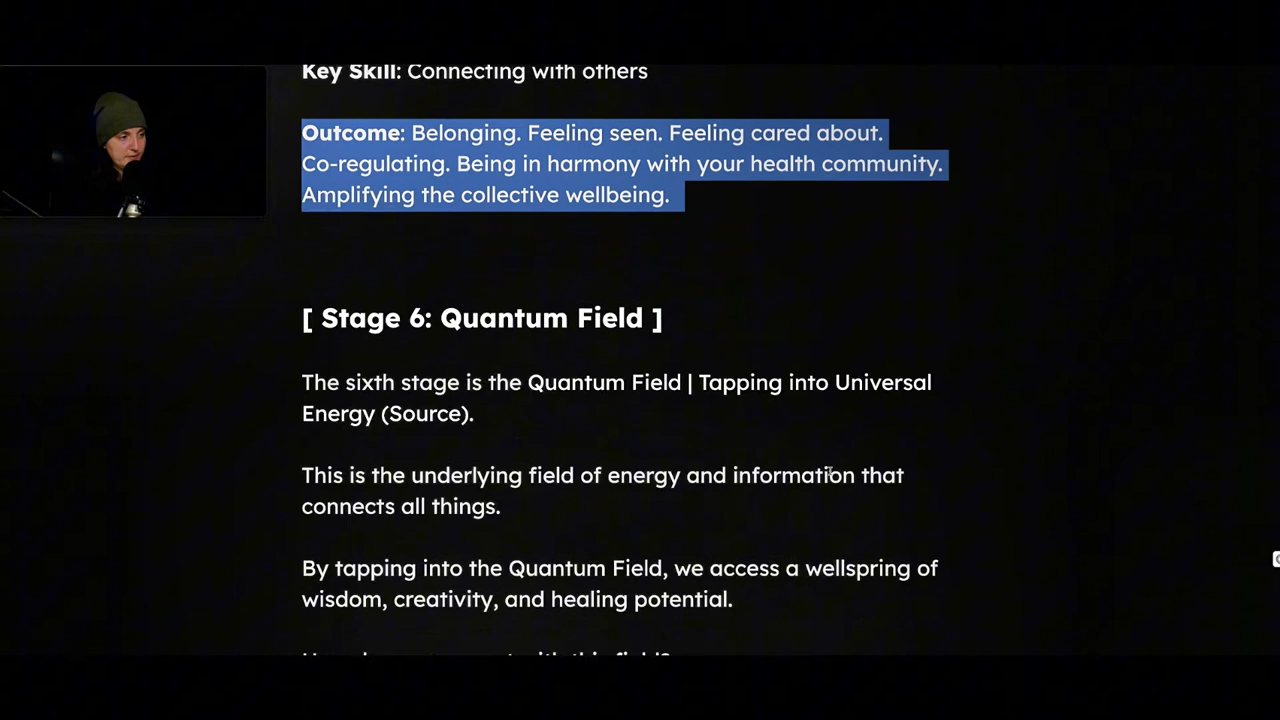 Key Skill: Connecting with others
Outcome: Belonging. Feeling seen. Feeling cared about.
Co-regulating. Being in harmony with your health community.
Amplifying the collective wellbeing.
[ Stage 6: Quantum Field ]
The sixth stage is the Quantum Field | Tapping into Universal
Energy (Source).
This is the underlying field of energy and information that
connects all things.
By tapping into the Quantum Field, we access a wellspring of
wisdom, creativity, and healing potential.